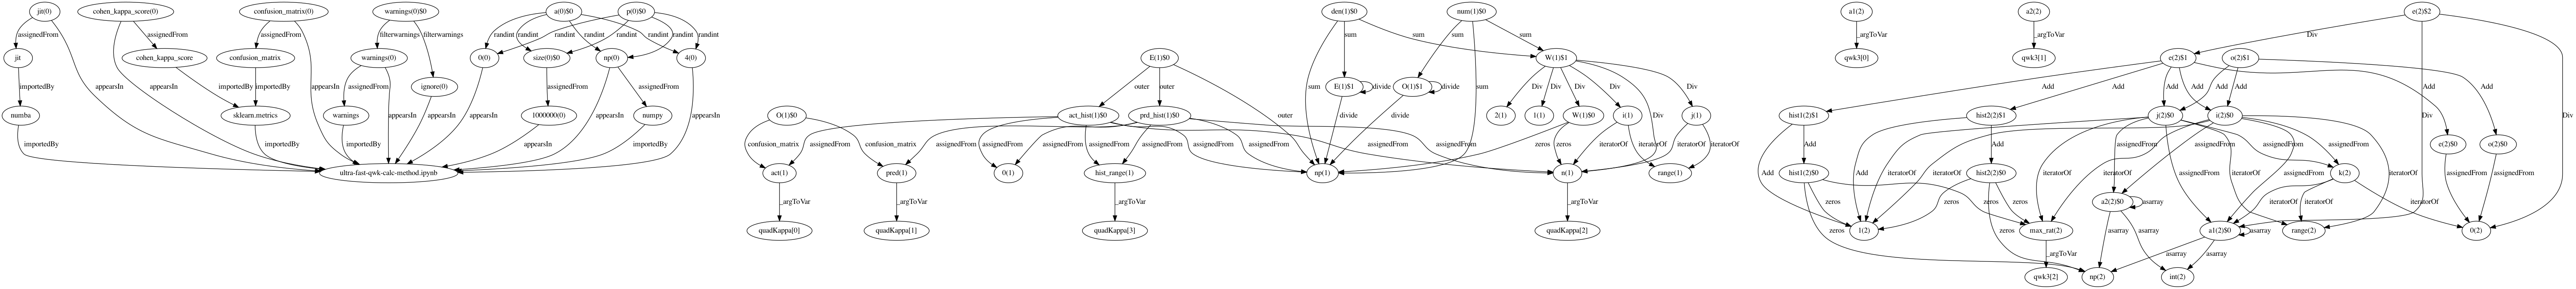 jit(0) cohen_kappa_score(0) confusion_matrix(0) warnings(0)$0 a(0)$0 p(0)$0 den(1)$0 num(1)$0 a1(2) a2(2) e(2)$2
assignedFrom assignedFrom assignedFrom filterwarnings filterwarnings randint randint randint randint randint randint sum sum sum sum _argToVar _argToVar Div
jit cohen_kappa_score confusion_matrix warnings(0) 0(0) size(0)$0 np(0) 4(0) E(1)$0 W(1)$1 qwk3[0] qwk3[1] e(2)$1 o(2)$1
importedBy appearsIn appearsIn importedBy importedBy appearsIn assignedFrom ignore(0) appearsIn assignedFrom assignedFrom outer outer sum E(1)$1 divide O(1)$1 divide sum Div Div Div Div Div Div Add Add Add Add Add Add Add Div
numba sklearn.metrics warnings 1000000(0) numpy O(1)$0 act_hist(1)$0 prd_hist(1)$0 outer 2(1) 1(1) W(1)$0 i(1) j(1) hist1(2)$1 hist2(2)$1 j(2)$0 i(2)$0
importedBy importedBy importedBy appearsIn appearsIn appearsIn appearsIn importedBy appearsIn confusion_matrix confusion_matrix assignedFrom assignedFrom assignedFrom assignedFrom assignedFrom assignedFrom assignedFrom divide divide assignedFrom assignedFrom zeros zeros iteratorOf iteratorOf iteratorOf iteratorOf Add Add assignedFrom assignedFrom assignedFrom assignedFrom e(2)$0 o(2)$0
ultra-fast-qwk-calc-method.ipynb act(1) pred(1) 0(1) hist_range(1) np(1) n(1) range(1) Add hist1(2)$0 Add hist2(2)$0 iteratorOf iteratorOf assignedFrom assignedFrom iteratorOf k(2) iteratorOf assignedFrom assignedFrom
_argToVar _argToVar _argToVar _argToVar zeros zeros zeros zeros a2(2)$0 asarray iteratorOf iteratorOf iteratorOf
quadKappa[0] quadKappa[1] quadKappa[3] quadKappa[2] zeros 1(2) zeros max_rat(2) a1(2)$0 asarray range(2) 0(2)
_argToVar asarray asarray asarray asarray
qwk3[2] np(2) int(2)